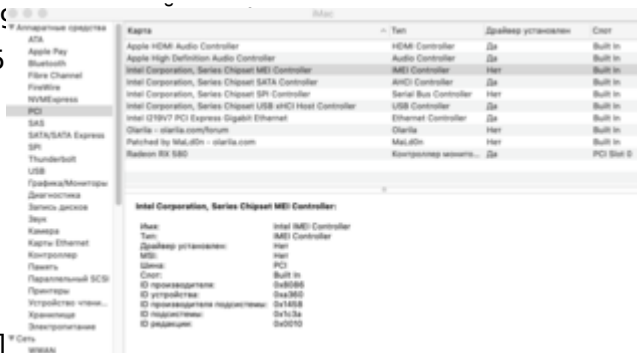 iMac
Аппаратные средства
ATA
Apple Pay
Bluetooth
Fibre Channel
FireWire
NVMExpress
PCI
SAS
SATA/SATA Express
SPI
Thunderbolt
USB
Графика/Мониторы
Диагностика
Запись дисков
Звук
Камера
Карты Ethernet
Контроллер
Память
Параллельный SCSI
Принтеры
Устройство чтени...
Хранилище
Электропитание
Сеть
WWAN
Карта Тип Драйвер установлен Слот
Apple HDMI Audio Controller HDMI Controller Да Built In
Apple High Definition Audio Controller Audio Controller Да Built In
Intel Corporation, Series Chipset MEI Controller IMEI Controller Нет Built In
Intel Corporation, Series Chipset SATA Controller AHCI Controller Да Built In
Intel Corporation, Series Chipset SPI Controller Serial Bus Controller Нет Built In
Intel Corporation, Series Chipset USB xHCI Host Controller USB Controller Да Built In
Intel I219V7 PCI Express Gigabit Ethernet Ethernet Controller Да Built In
Olarila - olarila.com/forum Olarila Нет Built In
Patched by MaLd0n - olarila.com MaLd0n Нет Built In
Radeon RX 580 Контроллер монито... Да PCI Slot 0
Intel Corporation, Series Chipset MEI Controller:
Имя: Intel IMEI Controller
Тип: IMEI Controller
Драйвер установлен: Нет
MSI: Нет
Шина: PCI
Слот: Built In
ID производителя: 0x8086
ID устройства: 0xa360
ID производителя подсистемы: 0x1458
ID подсистемы: 0x1c3a
ID редакции: 0x0010